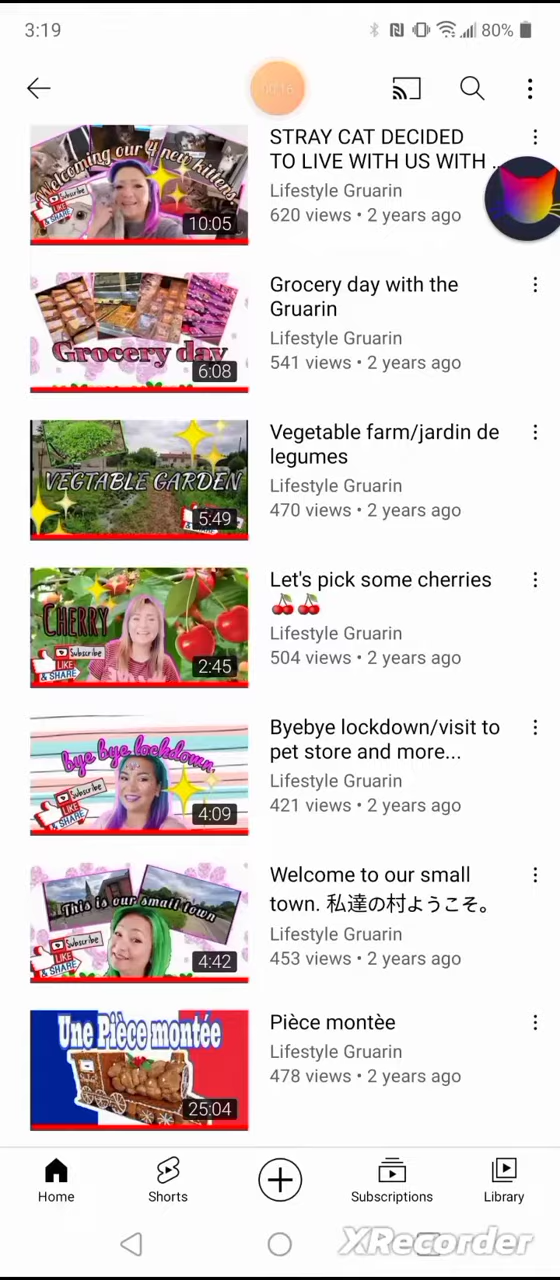 3:19
80%
00:16
Welcoming our 4 new kittens
Subscribe
LIKE
& SHARE
10:05
STRAY CAT DECIDED
TO LIVE WITH US WITH ...
Lifestyle Gruarin
620 views • 2 years ago
Grocery day
6:08
Grocery day with the
Gruarin
Lifestyle Gruarin
541 views • 2 years ago
VEGTABLE GARDEN
5:49
Vegetable farm/jardin de
legumes
Lifestyle Gruarin
470 views • 2 years ago
CHERRY
Subscribe
LIKE
& SHARE
2:45
Let's pick some cherries
🍒🍒
Lifestyle Gruarin
504 views • 2 years ago
bye bye lockdown
Subscribe
LIKE
& SHARE
4:09
Byebye lockdown/visit to
pet store and more...
Lifestyle Gruarin
421 views • 2 years ago
This is our small town
Subscribe
LIKE
& SHARE
4:42
Welcome to our small
town. 私達の村ようこそ。
Lifestyle Gruarin
453 views • 2 years ago
Une Pièce montée
25:04
Pièce montèe
Lifestyle Gruarin
478 views • 2 years ago
Home
Shorts
Subscriptions
Library
XRecorder